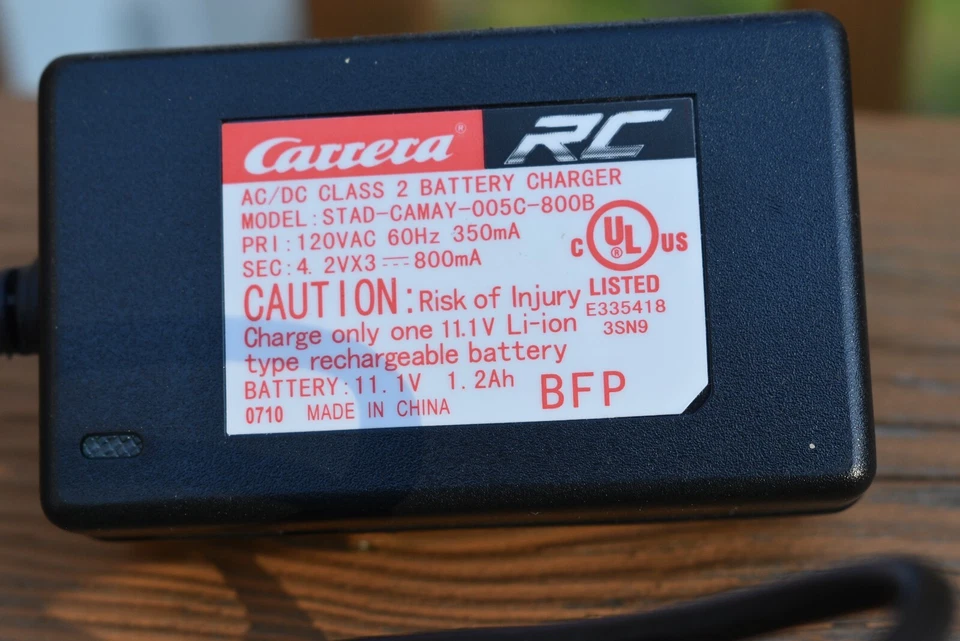 Carrera® RC
AC/DC CLASS 2 BATTERY CHARGER
MODEL:STAD-CAMAY-005C-800B
PRI:120VAC 60Hz 350mA
SEC:4.2VX3⎓800mA
C UL® US
LISTED
E335418
3SN9
CAUTION:Risk of Injury
Charge only one 11.1V Li-ion
type rechargeable battery
BATTERY:11.1V 1.2Ah
BFP
0710 MADE IN CHINA